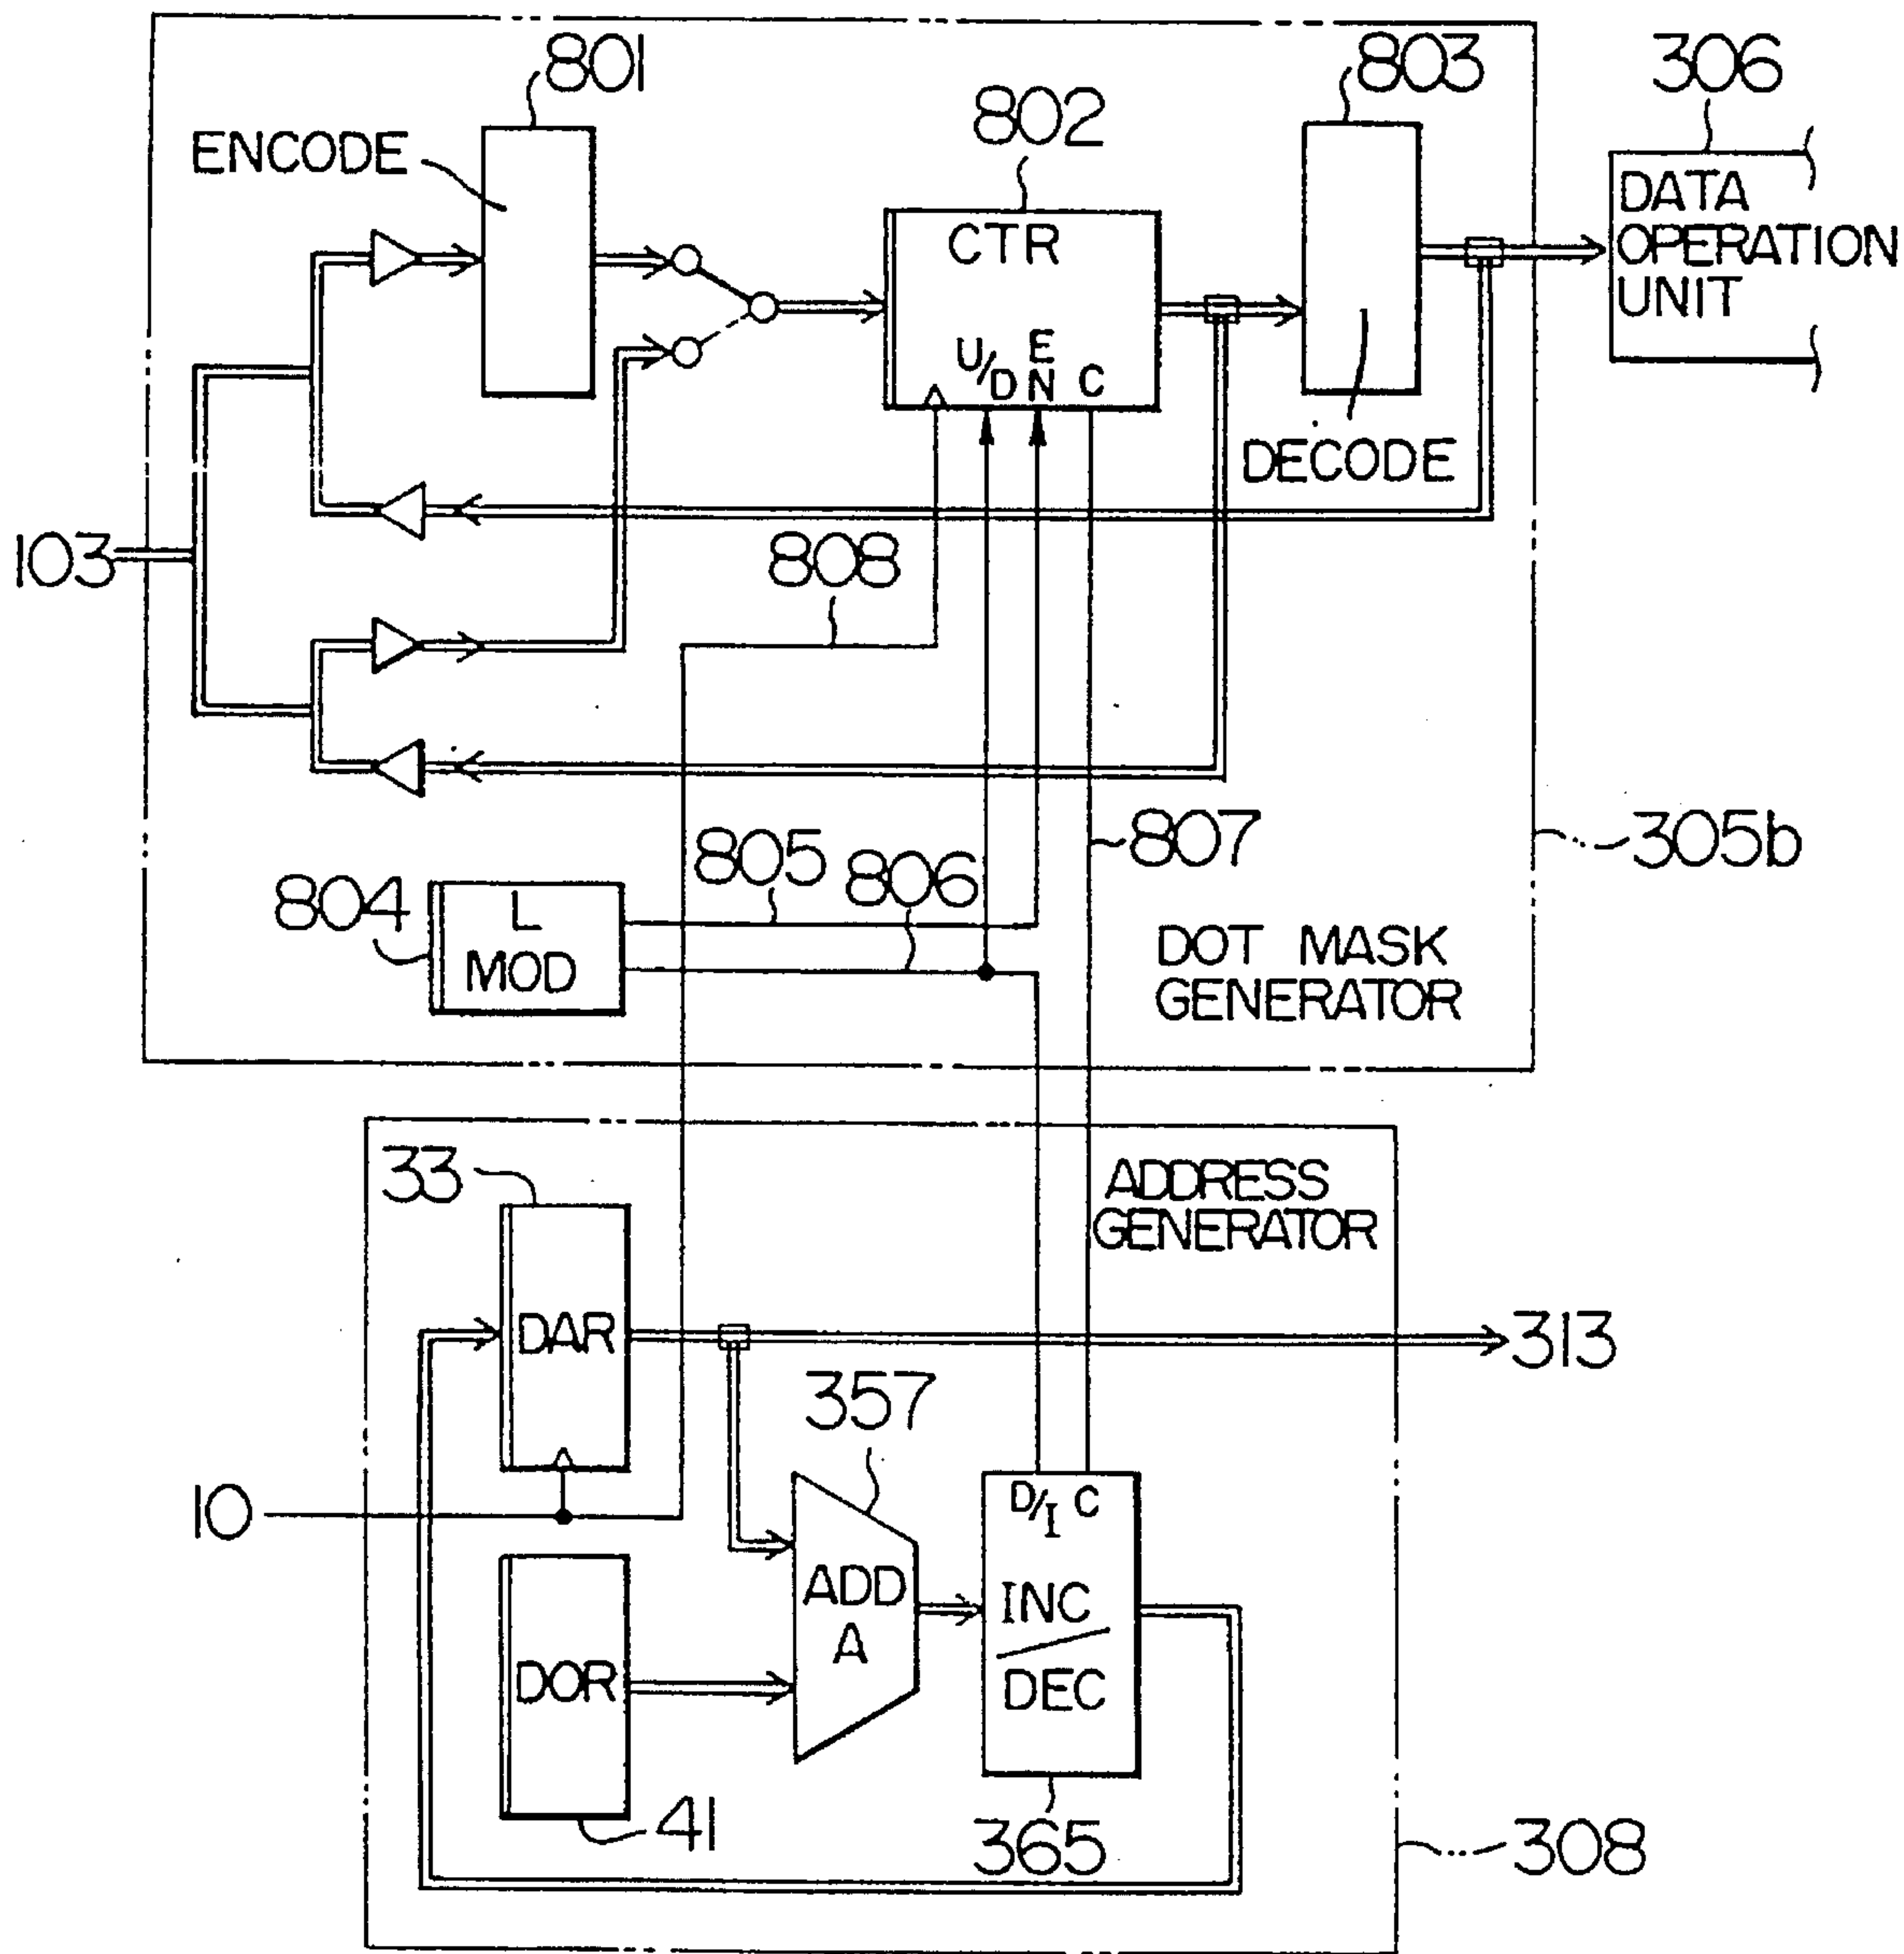 801
803
306
802
ENCODE
DATA
OPERATION
UNIT
CTR
U/D
EN
C
DECODE
103
808
807
305b
805
806
804
L
MOD
DOT MASK
GENERATOR
33
ADDRESS
GENERATOR
DAR
313
357
10
D/I C
ADD
A
INC
/
DEC
DOR
41
365
308